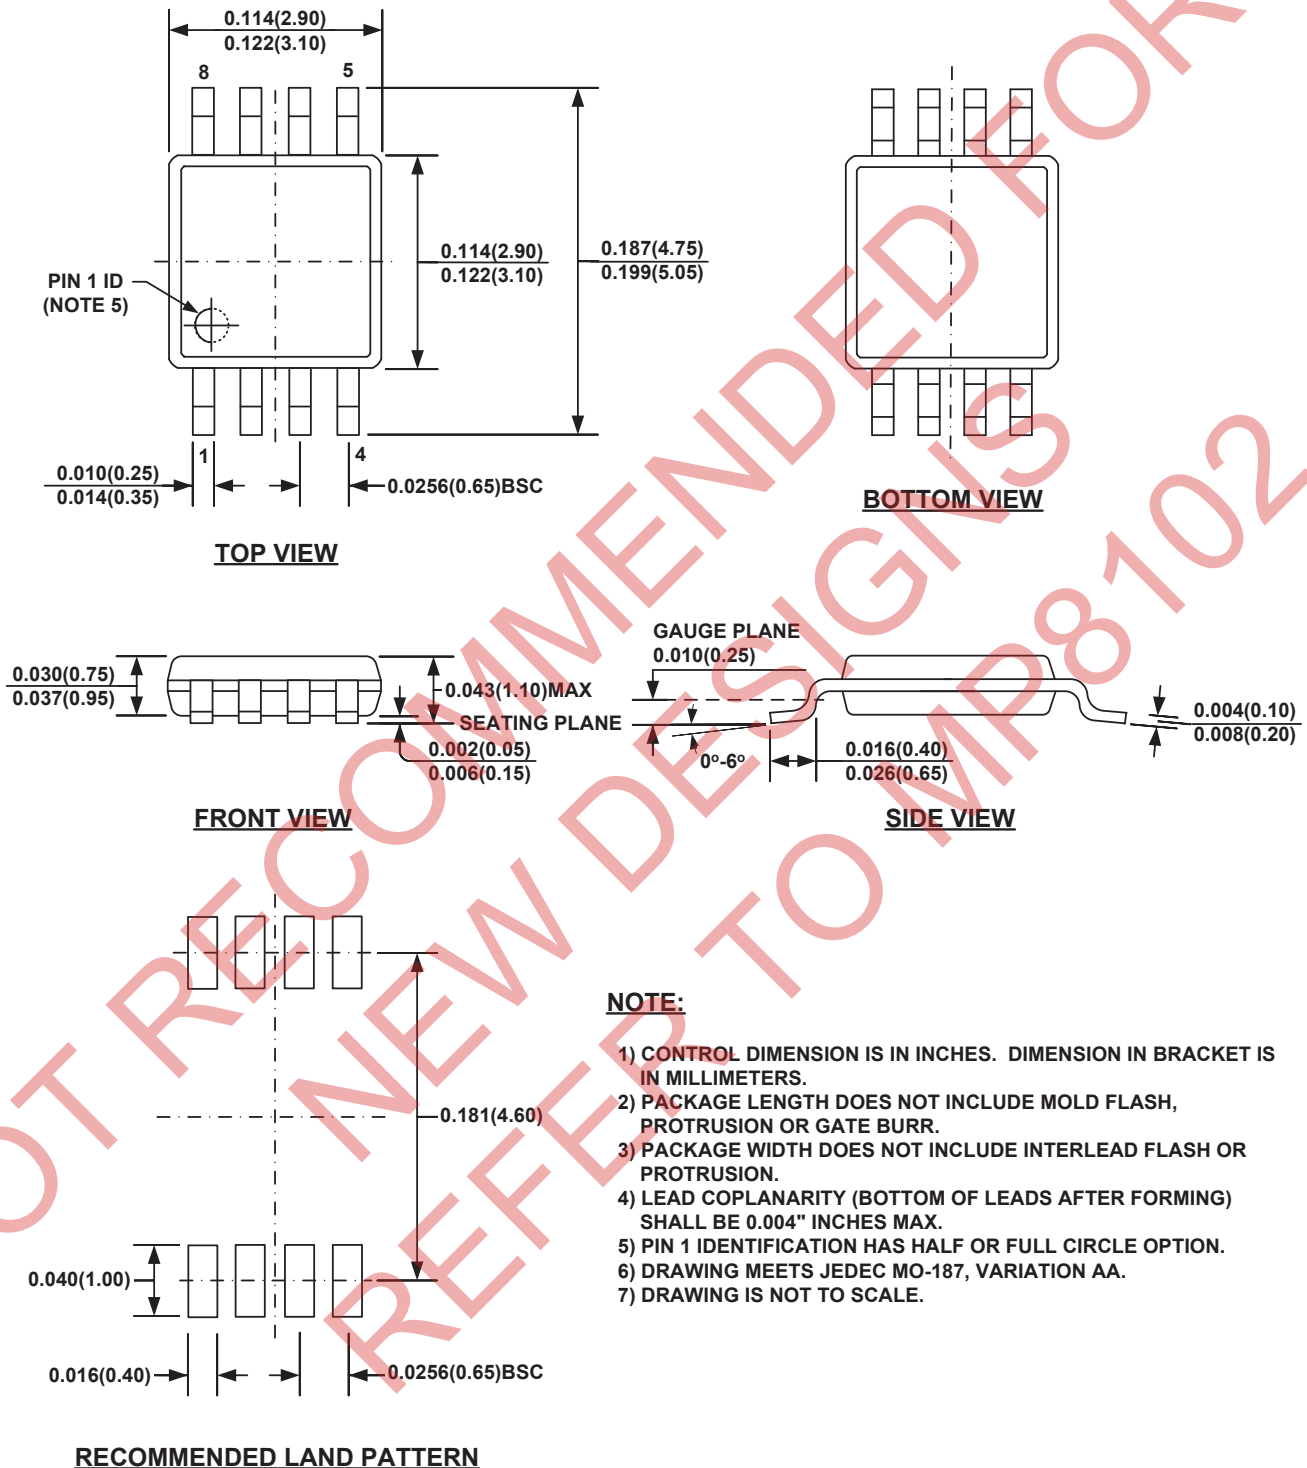 0.114(2.90)
0.122(3.10)
8
5
0.114(2.90)
0.122(3.10)
0.187(4.75)
0.199(5.05)
PIN 1 ID
(NOTE 5)
1
4
0.010(0.25)
0.014(0.35)
0.0256(0.65)BSC
TOP VIEW
BOTTOM VIEW
0.030(0.75)
0.037(0.95)
0.043(1.10)MAX
SEATING PLANE
0.002(0.05)
0.006(0.15)
FRONT VIEW
GAUGE PLANE
0.010(0.25)
0º-6º
0.016(0.40)
0.026(0.65)
0.004(0.10)
0.008(0.20)
SIDE VIEW
0.181(4.60)
0.040(1.00)
0.016(0.40)
0.0256(0.65)BSC
RECOMMENDED LAND PATTERN
NOTE:
1) CONTROL DIMENSION IS IN INCHES. DIMENSION IN BRACKET IS
IN MILLIMETERS.
2) PACKAGE LENGTH DOES NOT INCLUDE MOLD FLASH,
PROTRUSION OR GATE BURR.
3) PACKAGE WIDTH DOES NOT INCLUDE INTERLEAD FLASH OR
PROTRUSION.
4) LEAD COPLANARITY (BOTTOM OF LEADS AFTER FORMING)
SHALL BE 0.004" INCHES MAX.
5) PIN 1 IDENTIFICATION HAS HALF OR FULL CIRCLE OPTION.
6) DRAWING MEETS JEDEC MO-187, VARIATION AA.
7) DRAWING IS NOT TO SCALE.
OT RECOMMENDED FOR
NEW DESIGNS
REFER TO MP8102